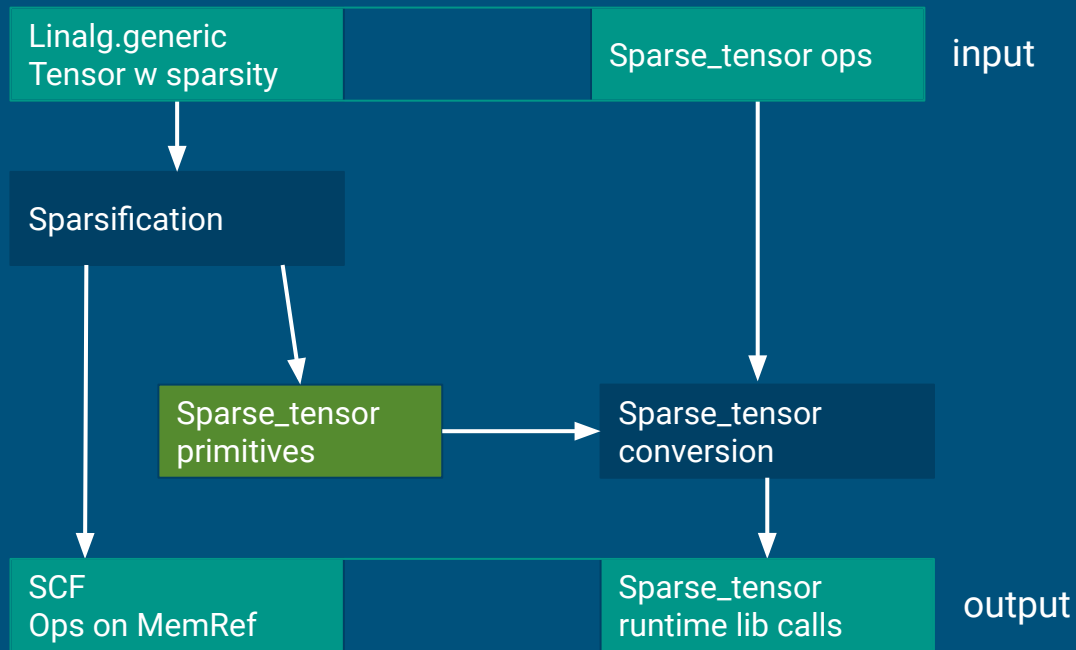 Linalg.generic
Tensor w sparsity
Sparse_tensor ops
input
Sparsification
Sparse_tensor
primitives
Sparse_tensor
conversion
SCF
Ops on MemRef
Sparse_tensor
runtime lib calls
output